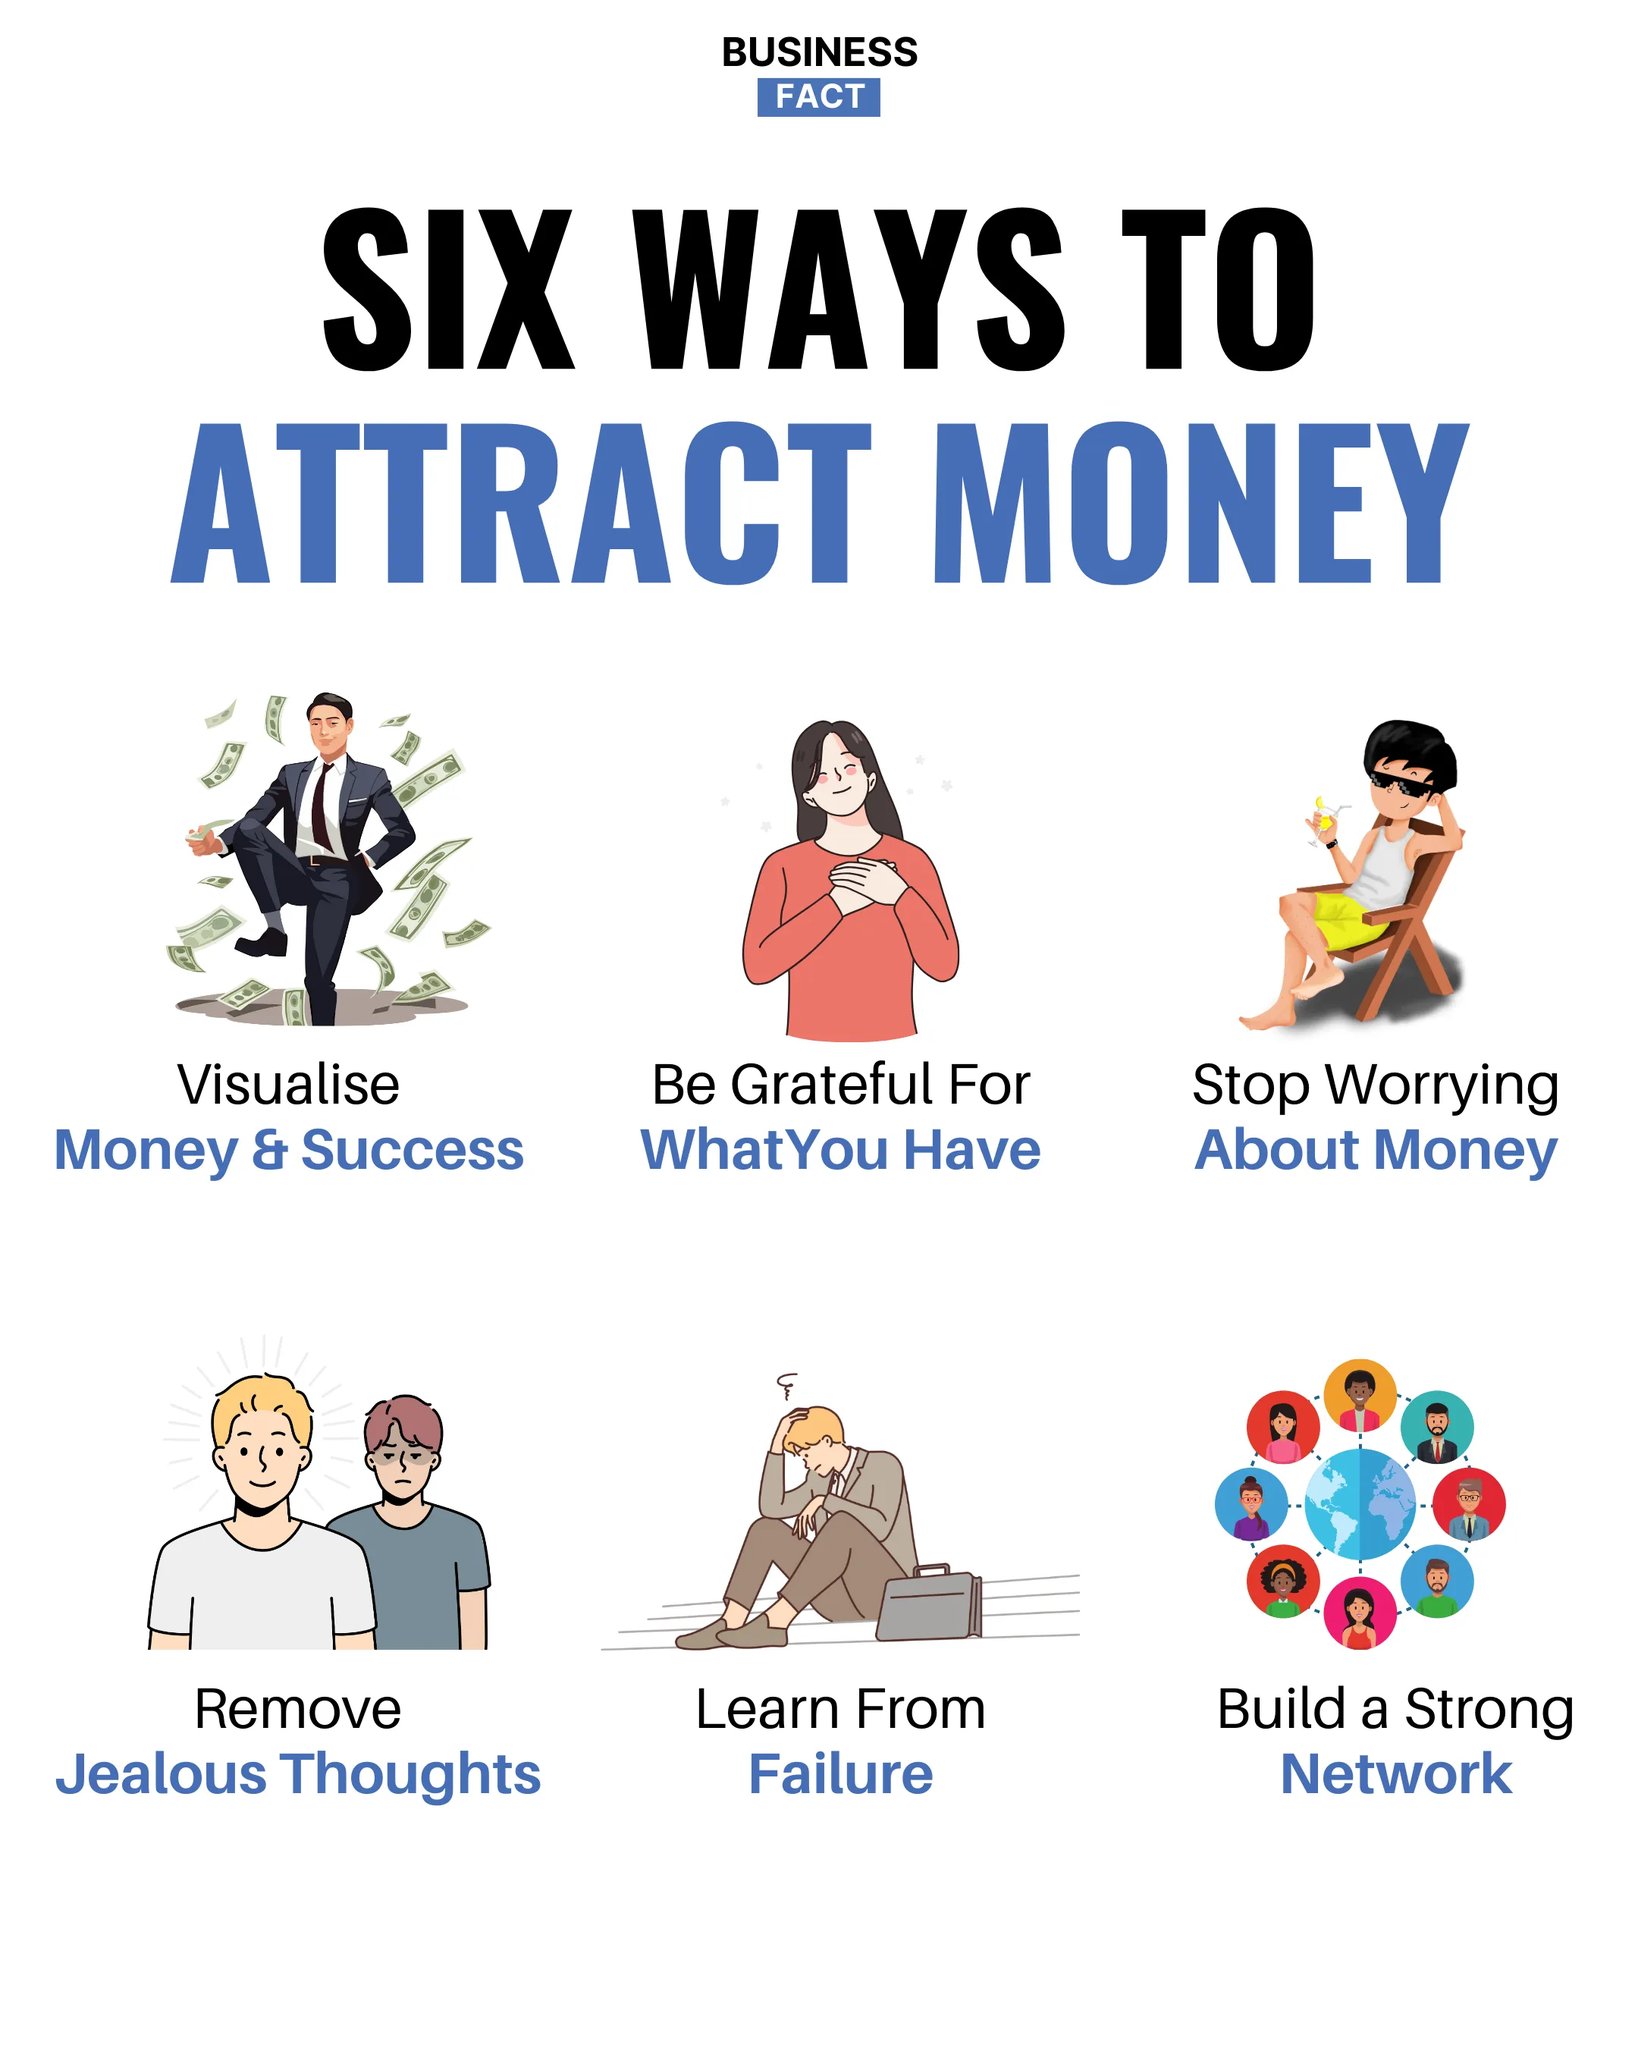 BUSINESS
FACT
SIX WAYS TO
ATTRACT MONEY
Visualise
Money & Success
Be Grateful For
WhatYou Have
Stop Worrying
About Money
Remove
Jealous Thoughts
Learn From
Failure
Build a Strong
Network